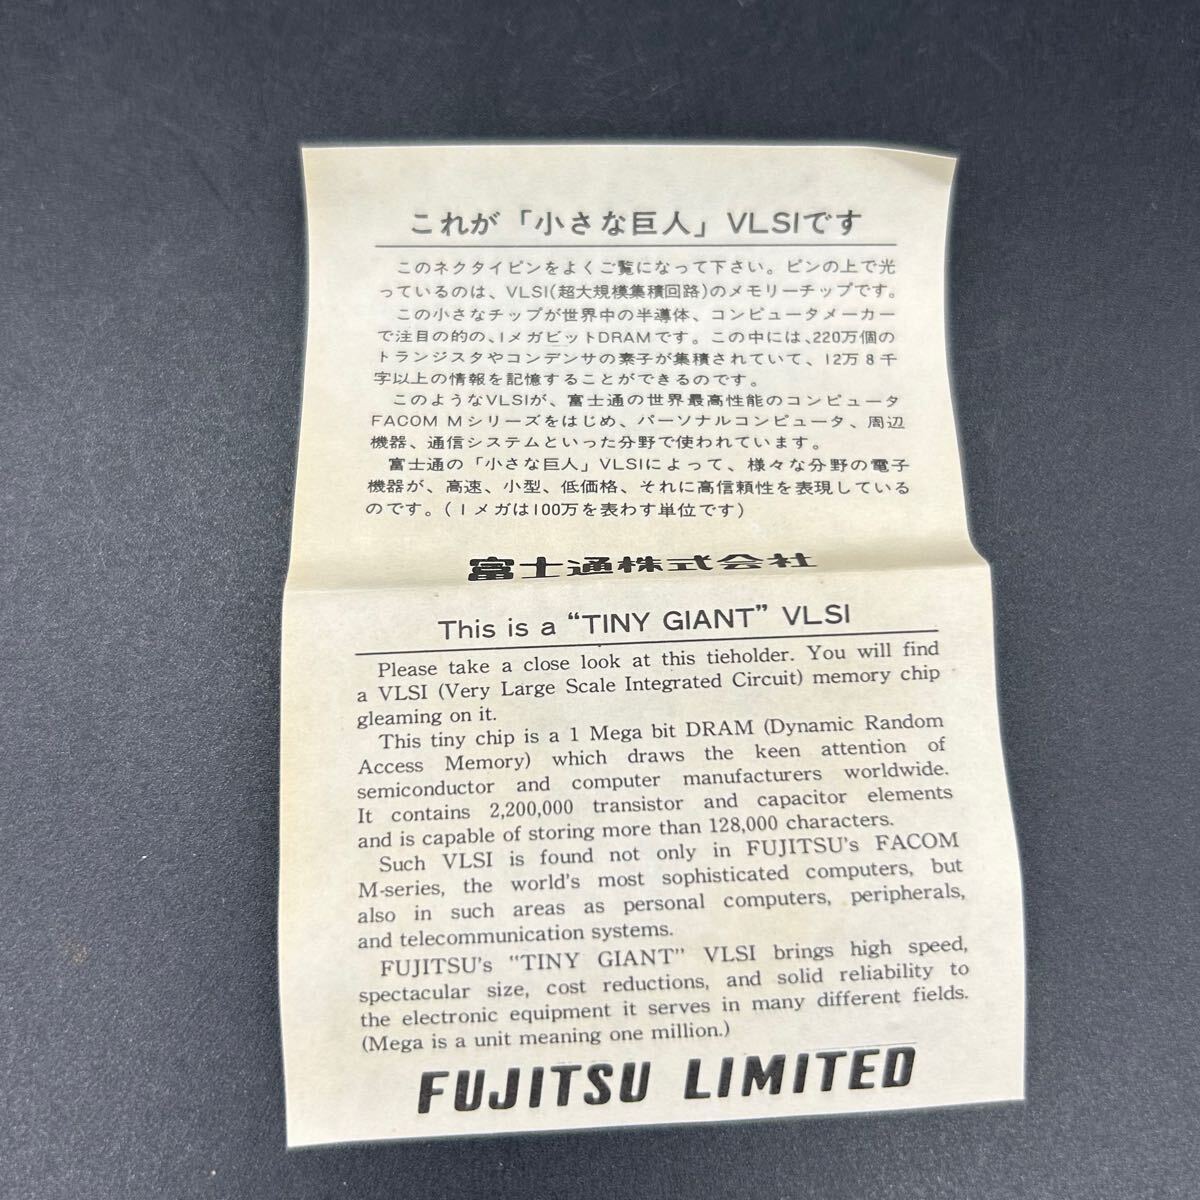 これが「小さな巨人」VLSIです
このネクタイピンをよくご覧になって下さい。ピンの上で光
っているのは、VLSI(超大規模集積回路)のメモリーチップです。
この小さなチップが世界中の半導体、コンピュータメーカー
で注目の的の、1メガビットDRAMです。この中には、220万個の
トランジスタやコンデンサの素子が集積されていて、12万8千
字以上の情報を記憶することができるのです。
このようなVLSIが、富士通の世界最高性能のコンピュータ
FACOM Mシリーズをはじめ、パーソナルコンピュータ、周辺
機器、通信システムといった分野で使われています。
富士通の「小さな巨人」VLSIによって、様々な分野の電子
機器が、高速、小型、低価格、それに高信頼性を表現している
のです。(1メガは100万を表わす単位です)
富士通株式会社
This is a “TINY GIANT” VLSI
Please take a close look at this tieholder. You will find
a VLSI (Very Large Scale Integrated Circuit) memory chip
gleaming on it.
This tiny chip is a 1 Mega bit DRAM (Dynamic Random
Access Memory) which draws the keen attention of
semiconductor and computer manufacturers worldwide.
It contains 2,200,000 transistor and capacitor elements
and is capable of storing more than 128,000 characters.
Such VLSI is found not only in FUJITSU's FACOM
M-series, the world's most sophisticated computers, but
also in such areas as personal computers, peripherals,
and telecommunication systems.
FUJITSU's "TINY GIANT" VLSI brings high speed,
spectacular size, cost reductions, and solid reliability to
the electronic equipment it serves in many different fields.
(Mega is a unit meaning one million.)
FUJITSU LIMITED